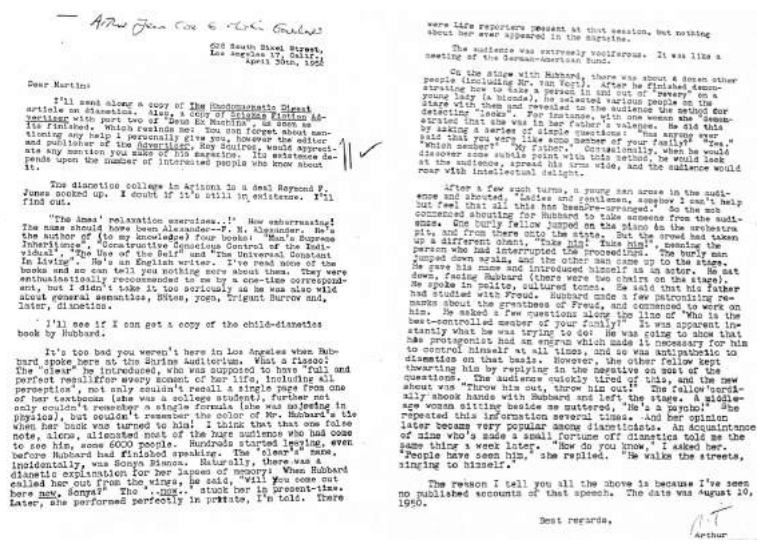 Arthur Jean Cox to Martin Gardner
628 South Bixel Street,
Los Angeles 17, Calif.,
April 30th, 1952
Dear Martin:
I'll send along a copy of The Rhodomagnetic Digest
article on dianetics. Also, a copy of Science Fiction Ad-
vertiser with part two of "Deus Ex Machina", as soon as
its finished. Which reminds me: You can forget about men-
tioning any help I personally give you, however the editor
and publisher of the Advertiser, Roy Squires, would appreci-
ate any mention you make of his magazine. Its existence de-
pends upon the number of interested people who know about
it.
The dianetics college in Arizona is a deal Raymond F.
Jones cooked up. I doubt if it's still in existence. I'll
find out.
"The Ames' relaxation exercises..!" How embarrassing!
The name should have been Alexander--F. M. Alexander. He's
the author of (to my knowledge) four books: "Man's Supreme
Inheritance", "Constructive Conscious Control of the Indi-
vidual", "The Use of the Self" and "The Universal Constant
In Living". He's an English writer. I've read none of the
books and so can tell you nothing more about them. They were
enthusiastically recommended to me by a one-time correspond-
ent, but I didn't take it too seriously as he was also wild
about general semantics, BHtes, yoga, Trigant Burrow and,
later, dianetics.
I'll see if I can get a copy of the child-dianetics
book by Hubbard.
It's too bad you weren't here in Los Angeles when Hub-
bard spoke here at the Shrine Auditorium. What a fiasco!
The "clear" he introduced, who was supposed to have "full and
perfect recall for every moment of her life, including all
perceptics", not only couldn't recall a single page from one
of her textbooks (she was a college student), further not
only couldn't remember a single formula (she was majoring in
physics), but couldn't remember the color of Mr. Hubbard's tie
when her back was turned to him! I think that that one false
note, alone, alienated most of the huge audience who had come
to see him, some 6000 people. Hundreds started leaving, even
before Hubbard had finished speaking. The "clear"s" name,
incidentally, was Sonya Bianca. Naturally, there was a
dianetic explanation for her lapses of memory: When Hubbard
called her out from the wings, he said, "Will you come out
here now, Sonya?" The "..now.." stuck her in present-time.
Later, she performed perfectly in private, I'm told. There
were Life reporters present at that session, but nothing
about her ever appeared in the magazine.
The audience was extremely vociferous. It was like a
meeting of the German-American Bund.
On the stage with Hubbard, there was about a dozen other
people (including Mr. van Vogt). After he finished demon-
strating how to take a person in and out of "revery" on a
young lady (a blonde), he selected various people on the
stage with them and revealed to the audience the method for
detecting "locks". For instance, with one woman she "demon-
strated that she was in her father's valence. He did this
by asking a series of simple questions: "Has anyone ever
said that you were like some member of your family?" "Yes."
"Which member?" "My father." Occasionally, when he would
discover some subtle point with this method, he would look
at the audience, spread his arms wide, and the audience would
roar with intellectual delight.
After a few such turns, a young man arose in the audi-
ence and shouted, "Ladies and gentlemen, somehow I can't help
but feel that all this had been pre-arranged." So the mob
commenced shouting for Hubbard to take someone from the audi-
ence. One burly fellow jumped on the piano in the orchestra
pit, and from there onto the state. But the crowd had taken
up a different chant, "Take him! Take him!", meaning the
person who had interrupted the proceedings. The burly man
jumped down again, and the other man came up to the stage.
He gave his name and introduced himself as an actor. He sat
down, facing Hubbard (there were two chairs on the stage).
He spoke in polite, cultured tones. He said that his father
had studied with Freud. Hubbard made a few patronizing re-
marks about the greatness of Freud, and commenced to work on
him. He asked a few questions along the line of "Who is the
best-controlled member of your family?" It was apparent in-
stantly what he was trying to do: He was going to show that
his protagonist had an engram which made it necessary for him
to control himself at all times, and so was antipathetic to
dianetics on that basis. However, the other fellow kept
thwarting him by replying in the negative on most of the
questions. The audience quickly tired of this, and the new
shout was "Throw him out, throw him out!" The fellow cordi-
ally shook hands with Hubbard and left the stage. A middle-
age woman sitting beside me muttered, "He's a psycho!" She
repeated this information several times. And her opinion
later became very popular among dianeticists. An acquaintance
of mine who's made a small fortune off dianetics told me the
same thing a week later. "How do you know, I asked her.
"People have seen him," she replied. "He walks the streets,
singing to himself."
The reason I tell you all the above is because I've seen
no published accounts of that speech. The date was August 10,
1950.
Best regards,
Arthur